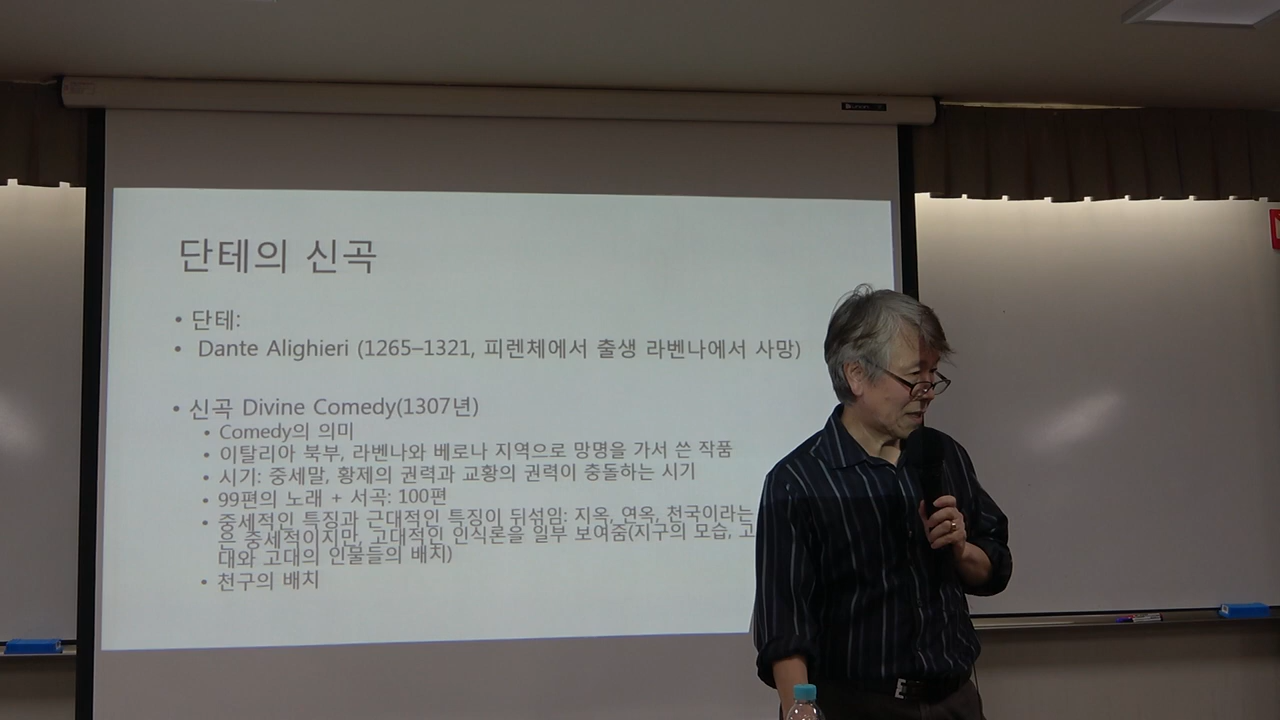 단테의 신곡
• 단테:
• Dante Alighieri (1265–1321, 피렌체에서 출생 라벤나에서 사망)
• 신곡 Divine Comedy(1307년)
• Comedy의 의미
• 이탈리아 북부, 라벤나와 베로나 지역으로 망명을 가서 쓴 작품
• 시기: 중세말, 황제의 권력과 교황의 권력이 충돌하는 시기
• 99편의 노래 + 서곡: 100편
• 중세적인 특징과 근대적인 특징이 뒤섞임: 지옥, 연옥, 천국이라는
은 중세적이지만, 고대적인 인식론을 일부 보여줌(지구의 모습, 고
대와 고대의 인물들의 배치)
• 천구의 배치